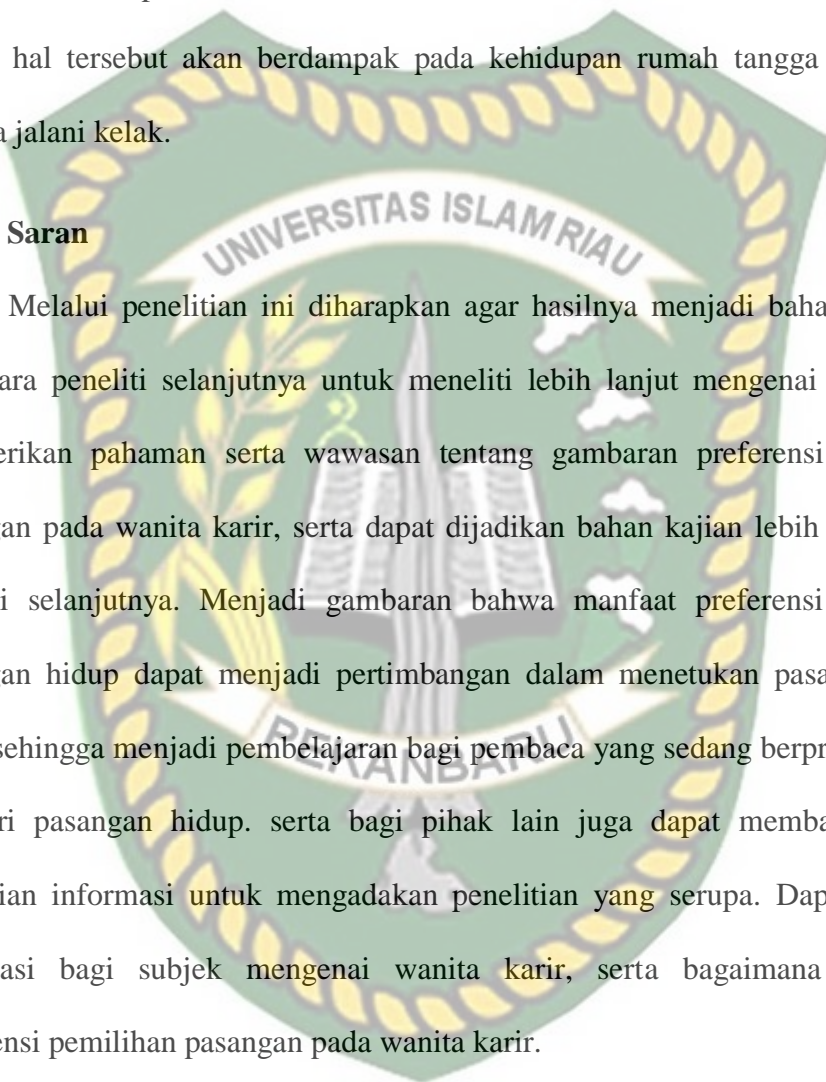 hal tersebut akan berdampak pada kehidupan rumah tangga
jalani kelak.
UNIVERSITAS ISLAM RIAU
Saran
Melalui penelitian ini diharapkan agar hasilnya menjadi baha
ara peneliti selanjutnya untuk meneliti lebih lanjut mengenai
erikan pahaman serta wawasan tentang gambaran preferensi
gan pada wanita karir, serta dapat dijadikan bahan kajian lebih
i selanjutnya. Menjadi gambaran bahwa manfaat preferensi
gan hidup dapat menjadi pertimbangan dalam menetukan pasa
sehingga menjadi pembelajaran bagi pembaca yang sedang berpr
PEKANBARU
ri pasangan hidup. serta bagi pihak lain juga dapat memba
ian informasi untuk mengadakan penelitian yang serupa. Dap
asi bagi subjek mengenai wanita karir, serta bagaimana
ensi pemilihan pasangan pada wanita karir.